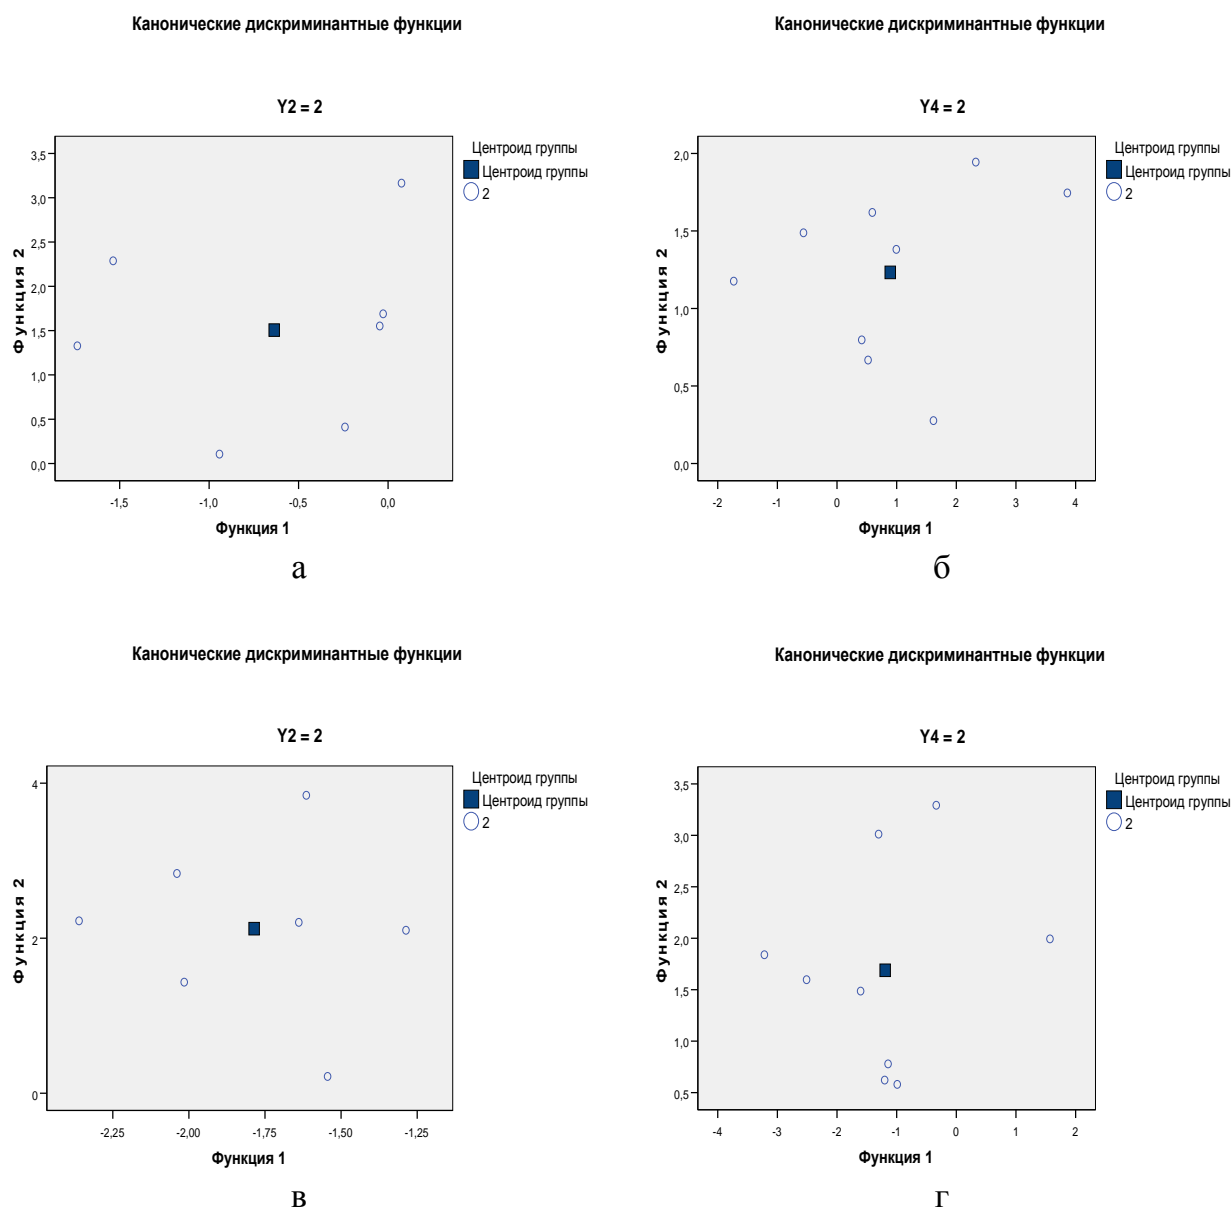 Канонические дискриминантные функции
Y2 = 2
Центроид группы
Центроид группы
2
Функция 2
3,5
3,0
2,5
2,0
1,5
1,0
0,5
0,0
-1,5 -1,0 -0,5 0,0
Функция 1
а
Канонические дискриминантные функции
Y4 = 2
Центроид группы
Центроид группы
2
Функция 2
2,0
1,5
1,0
0,5
0,0
-2 -1 0 1 2 3 4
Функция 1
б
Канонические дискриминантные функции
Y2 = 2
Центроид группы
Центроид группы
2
Функция 2
4
2
0
-2,25 -2,00 -1,75 -1,50 -1,25
Функция 1
в
Канонические дискриминантные функции
Y4 = 2
Центроид группы
Центроид группы
2
Функция 2
3,5
3,0
2,5
2,0
1,5
1,0
0,5
-4 -3 -2 -1 0 1 2
Функция 1
г